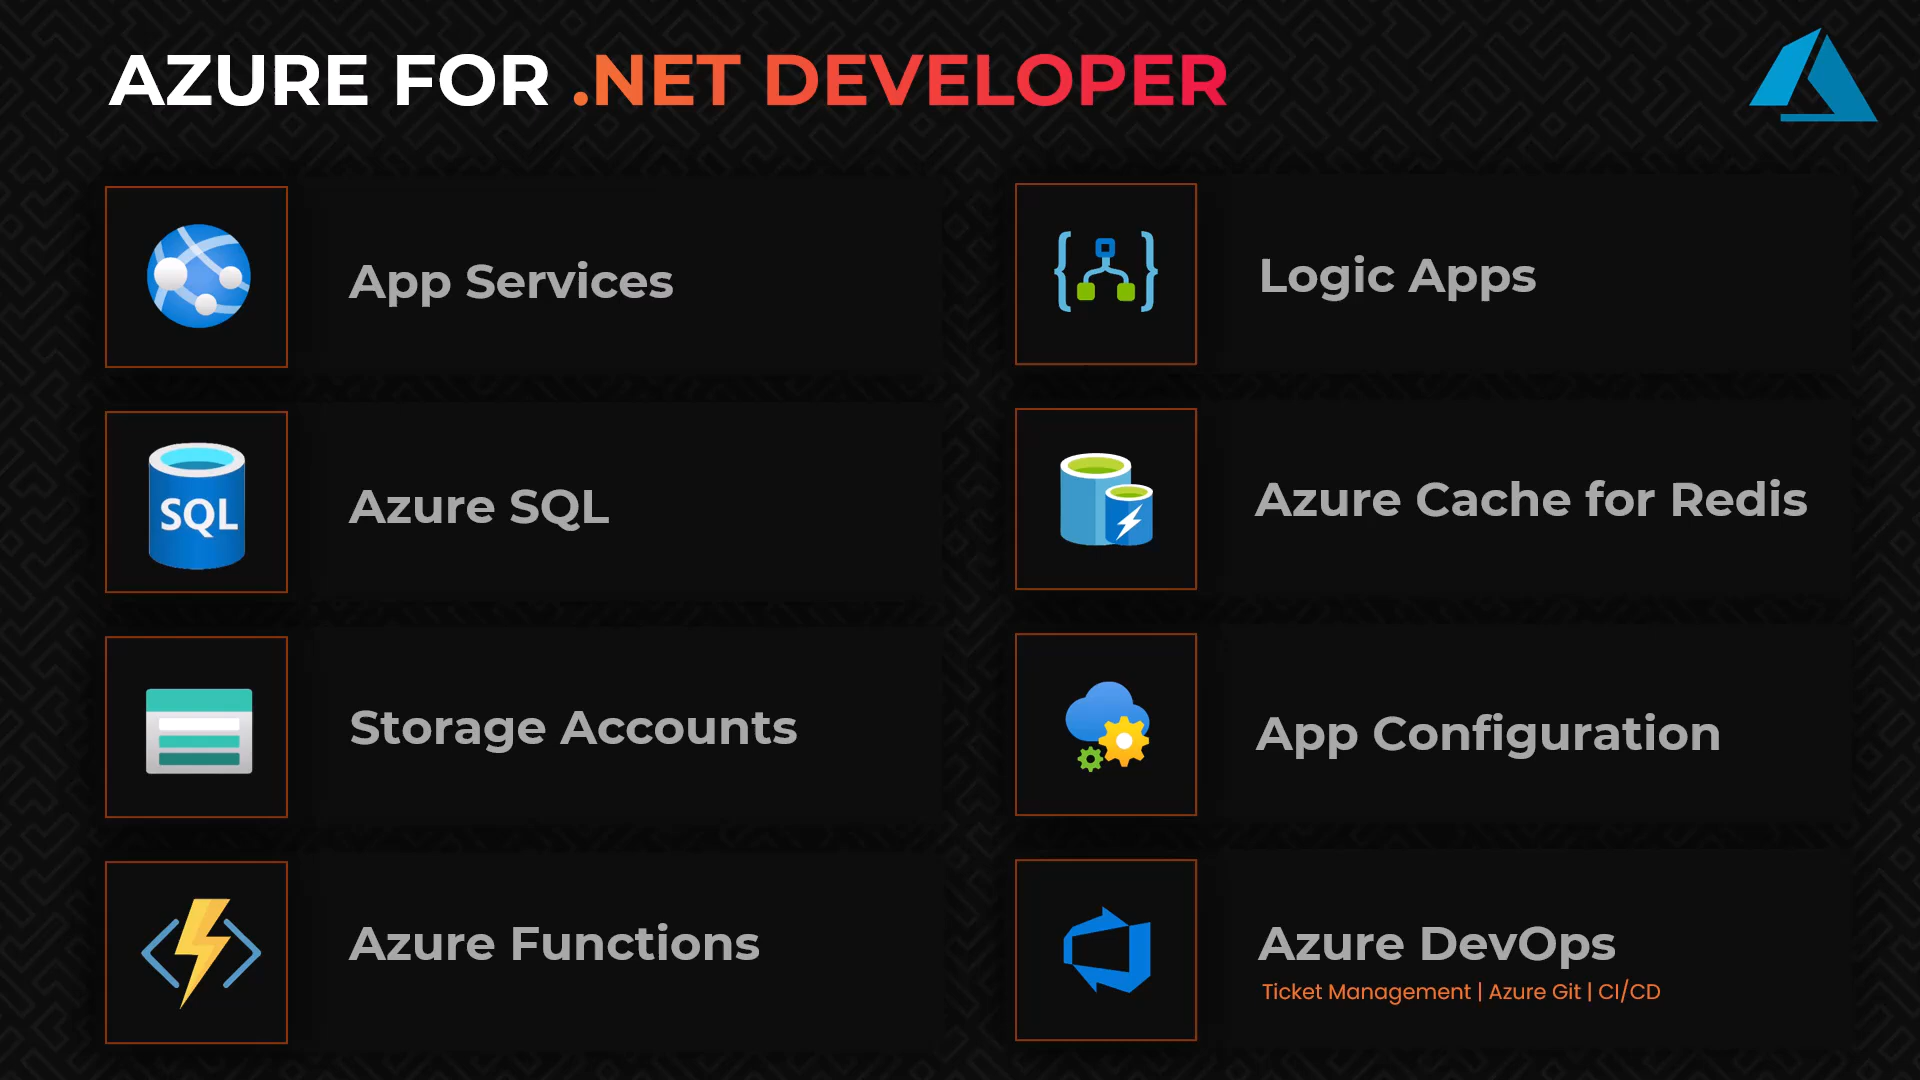 AZURE FOR .NET DEVELOPER
App Services
SQL
Azure SQL
Storage Accounts
Azure Functions
Logic Apps
Azure Cache for Redis
App Configuration
Azure DevOps
Ticket Management | Azure Git | CI/CD